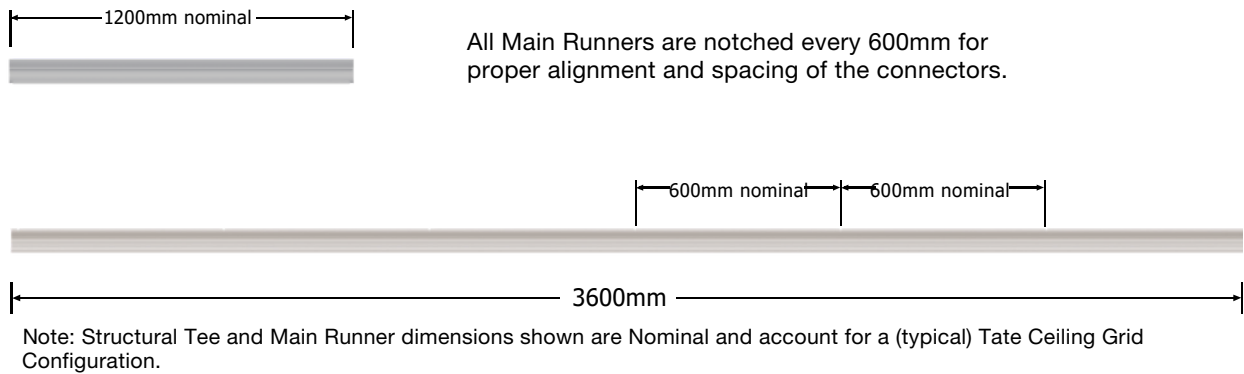 1200mm nominal
All Main Runners are notched every 600mm for
proper alignment and spacing of the connectors.
600mm nominal
600mm nominal
3600mm
Note: Structural Tee and Main Runner dimensions shown are Nominal and account for a (typical) Tate Ceiling Grid
Configuration.